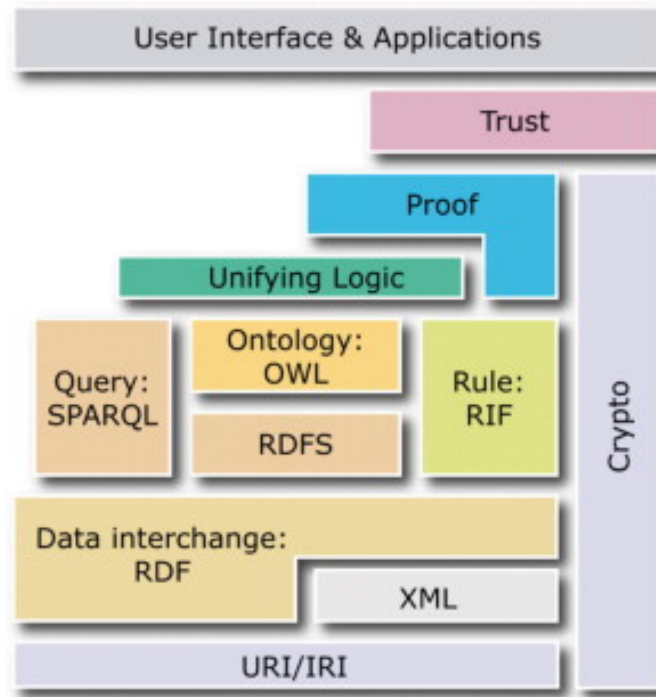 User Interface & Applications
Trust
Proof
Unifying Logic
Query:
SPARQL
Ontology:
OWL
RDFS
Rule:
RIF
Crypto
Data interchange:
RDF
XML
URI/IRI